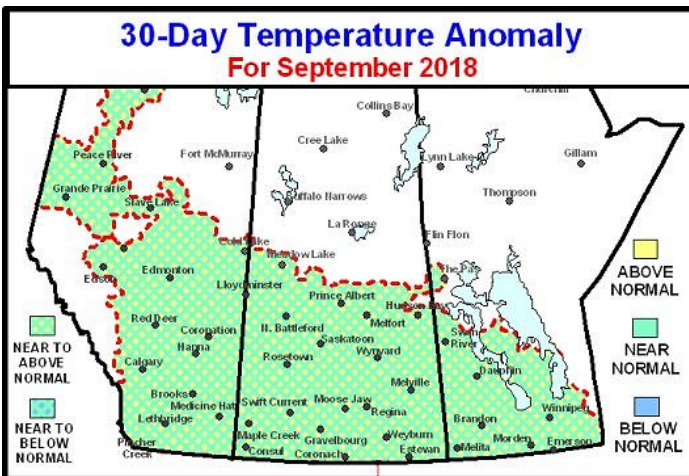 30-Day Temperature Anomaly
For September 2018
Churchill
Collins Bay
Cree Lake
Peace River
Fort McMurray
Lynn Lake
Gillam
Grande Prairie
Slave Lake
Buffalo Narrows
Thompson
La Ronge
Flin Flon
Cold Lake
Meadow Lake
Edson
Edmonton
The Pas
ABOVE
NORMAL
Lloydminster
Prince Albert
Hudson Bay
Red Deer
Coronation
N. Battleford
Melfort
Swan
River
NEAR
NORMAL
NEAR TO
ABOVE
NORMAL
Hanna
Saskatoon
Calgary
Rosetown
Wynyard
Dauphin
Brooks
Melville
BELOW
NORMAL
NEAR TO
BELOW
NORMAL
Lethbridge
Medicine Hat
Swift Current
Moose Jaw
Regina
Brandon
Winnipeg
Pincher
Creek
Maple Creek
Consul
Gravelbourg
Coronach
Weyburn
Estevan
Melita
Morden
Emerson